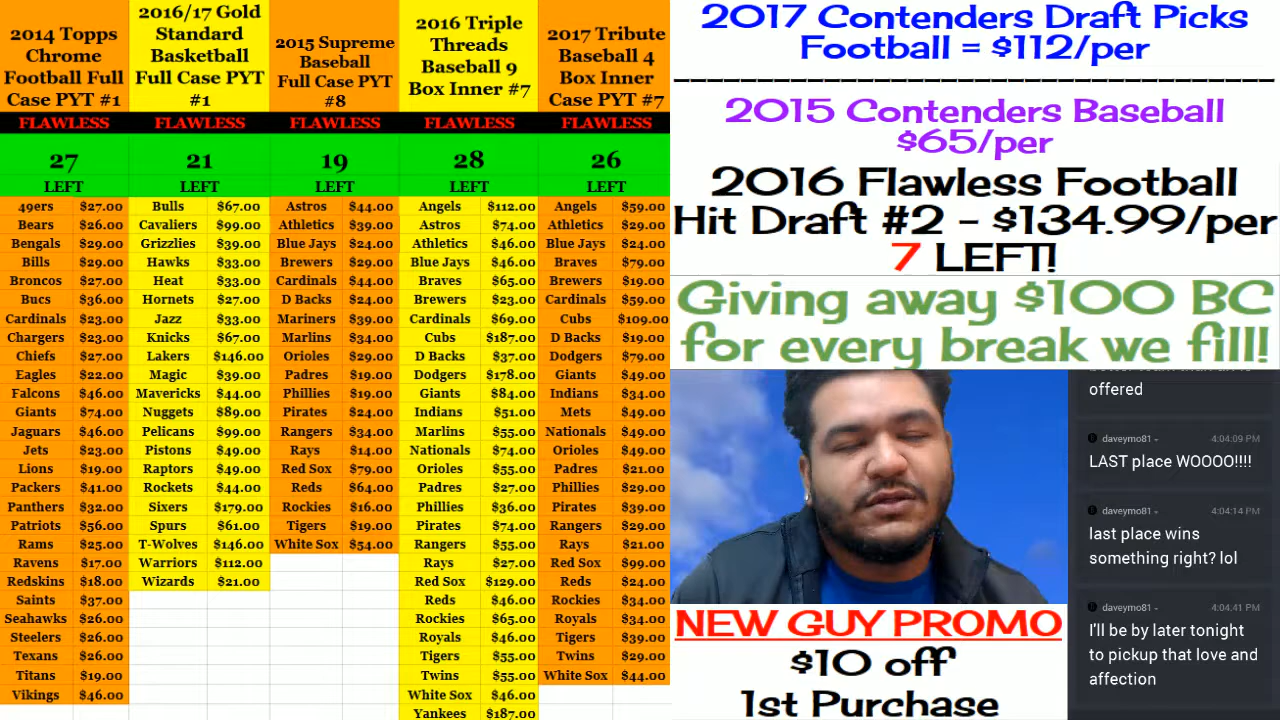 2014 Topps
Chrome
Football Full
Case PYT #1
FLAWLESS
27
LEFT
49ers $27.00
Bears $26.00
Bengals $29.00
Bills $29.00
Broncos $27.00
Bucs $36.00
Cardinals $23.00
Chargers $23.00
Chiefs $27.00
Eagles $22.00
Falcons $46.00
Giants $74.00
Jaguars $46.00
Jets $23.00
Lions $19.00
Packers $41.00
Panthers $32.00
Patriots $56.00
Rams $25.00
Ravens $17.00
Redskins $18.00
Saints $37.00
Seahawks $26.00
Steelers $26.00
Texans $26.00
Titans $19.00
Vikings $46.00
2016/17 Gold
Standard
Basketball
Full Case PYT
#1
FLAWLESS
21
LEFT
Bulls $67.00
Cavaliers $99.00
Grizzlies $39.00
Hawks $33.00
Heat $33.00
Hornets $27.00
Jazz $33.00
Knicks $67.00
Lakers $146.00
Magic $39.00
Mavericks $44.00
Nuggets $89.00
Pelicans $99.00
Pistons $49.00
Raptors $49.00
Rockets $44.00
Sixers $179.00
Spurs $61.00
T-Wolves $146.00
Warriors $112.00
Wizards $21.00
2015 Supreme
Baseball
Full Case PYT
#8
FLAWLESS
19
LEFT
Astros $44.00
Athletics $39.00
Blue Jays $24.00
Brewers $29.00
Cardinals $44.00
D Backs $24.00
Mariners $39.00
Marlins $34.00
Orioles $29.00
Padres $19.00
Phillies $19.00
Pirates $24.00
Rangers $34.00
Rays $14.00
Red Sox $79.00
Reds $64.00
Rockies $16.00
Tigers $19.00
White Sox $54.00
2016 Triple
Threads
Baseball 9
Box Inner #7
FLAWLESS
28
LEFT
Angels $112.00
Astros $74.00
Athletics $46.00
Blue Jays $46.00
Braves $65.00
Brewers $23.00
Cardinals $69.00
Cubs $187.00
D Backs $37.00
Dodgers $178.00
Giants $84.00
Indians $51.00
Marlins $55.00
Nationals $74.00
Orioles $55.00
Padres $27.00
Phillies $36.00
Pirates $74.00
Rangers $55.00
Rays $27.00
Red Sox $129.00
Reds $46.00
Rockies $65.00
Royals $46.00
Tigers $55.00
Twins $55.00
White Sox $46.00
Yankees $187.00
2017 Tribute
Baseball 4
Box Inner
Case PYT #7
FLAWLESS
26
LEFT
Angels $59.00
Athletics $29.00
Blue Jays $24.00
Braves $79.00
Brewers $19.00
Cardinals $59.00
Cubs $109.00
D Backs $19.00
Dodgers $79.00
Giants $49.00
Indians $34.00
Mets $49.00
Nationals $49.00
Orioles $49.00
Padres $21.00
Phillies $29.00
Pirates $39.00
Rangers $29.00
Rays $21.00
Red Sox $99.00
Reds $24.00
Rockies $34.00
Royals $34.00
Tigers $39.00
Twins $29.00
White Sox $44.00
2017 Contenders Draft Picks
Football = $112/per
2015 Contenders Baseball
$65/per
2016 Flawless Football
Hit Draft #2 - $134.99/per
7 LEFT!
Giving away $100 BC
for every break we fill!
NEW GUY PROMO
$10 off
1st Purchase
offered
daveymo81 - 4:04:09 PM
LAST place WOOOO!!!!
daveymo81 - 4:04:14 PM
last place wins
something right? lol
daveymo81 - 4:04:41 PM
I'll be by later tonight
to pickup that love and
affection